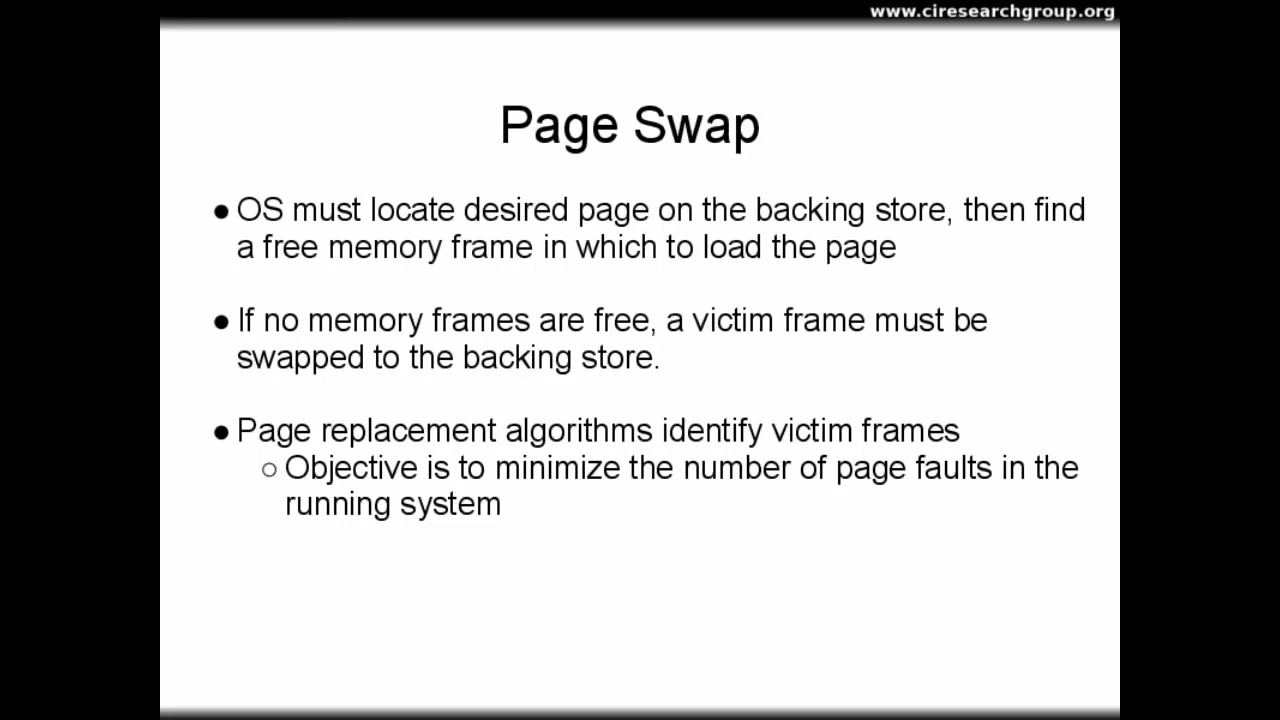 www.ciresearchgroup.org
Page Swap
● OS must locate desired page on the backing store, then find
a free memory frame in which to load the page
● If no memory frames are free, a victim frame must be
swapped to the backing store.
● Page replacement algorithms identify victim frames
○ Objective is to minimize the number of page faults in the
running system